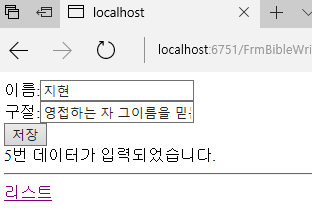 localhost
localhost:6751/FrmBibleWri
이름: 지현
구절: 영접하는 자 그이름을
저장
5번 데이터가 입력되었습니다.
리스트